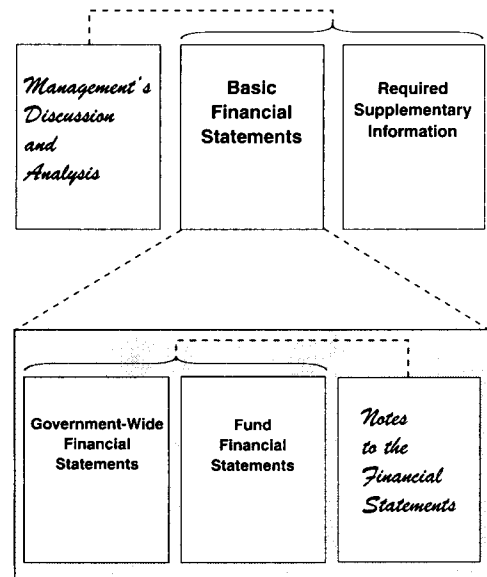 Management's
Discussion
and
Analysis
Basic
Financial
Statements
Required
Supplementary
Information
Government-Wide
Financial
Statements
Fund
Financial
Statements
Notes
to the
Financial
Statements